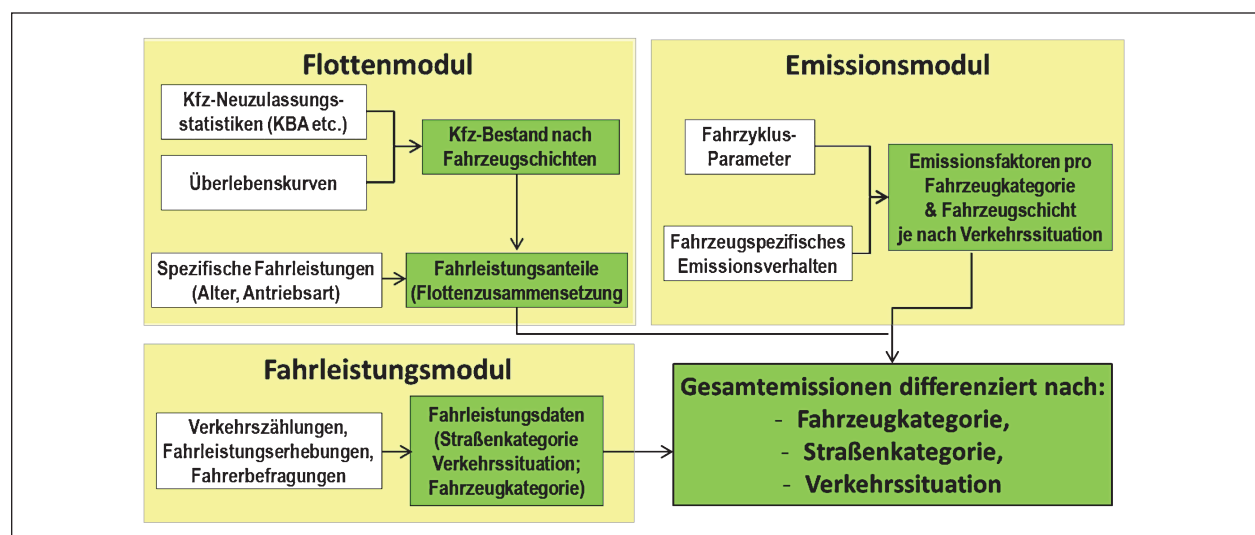 Flottenmodul
Kfz-Neuzulassungs-
statistiken (KBA etc.)
Überlebenskurven
Kfz-Bestand nach
Fahrzeugschichten
Spezifische Fahrleistungen
(Alter, Antriebsart)
Fahrleistungsanteile
(Flottenzusammensetzung
Emissionsmodul
Fahrzyklus-
Parameter
Fahrzeugspezifisches
Emissionsverhalten
Emissionsfaktoren pro
Fahrzeugkategorie
& Fahrzeugschicht
je nach Verkehrssituation
Fahrleistungsmodul
Verkehrszählungen,
Fahrleistungserhebungen,
Fahrerbefragungen
Fahrleistungsdaten
(Straßenkategorie
Verkehrssituation;
Fahrzeugkategorie)
Gesamtemissionen differenziert nach:
- Fahrzeugkategorie,
- Straßenkategorie,
- Verkehrssituation